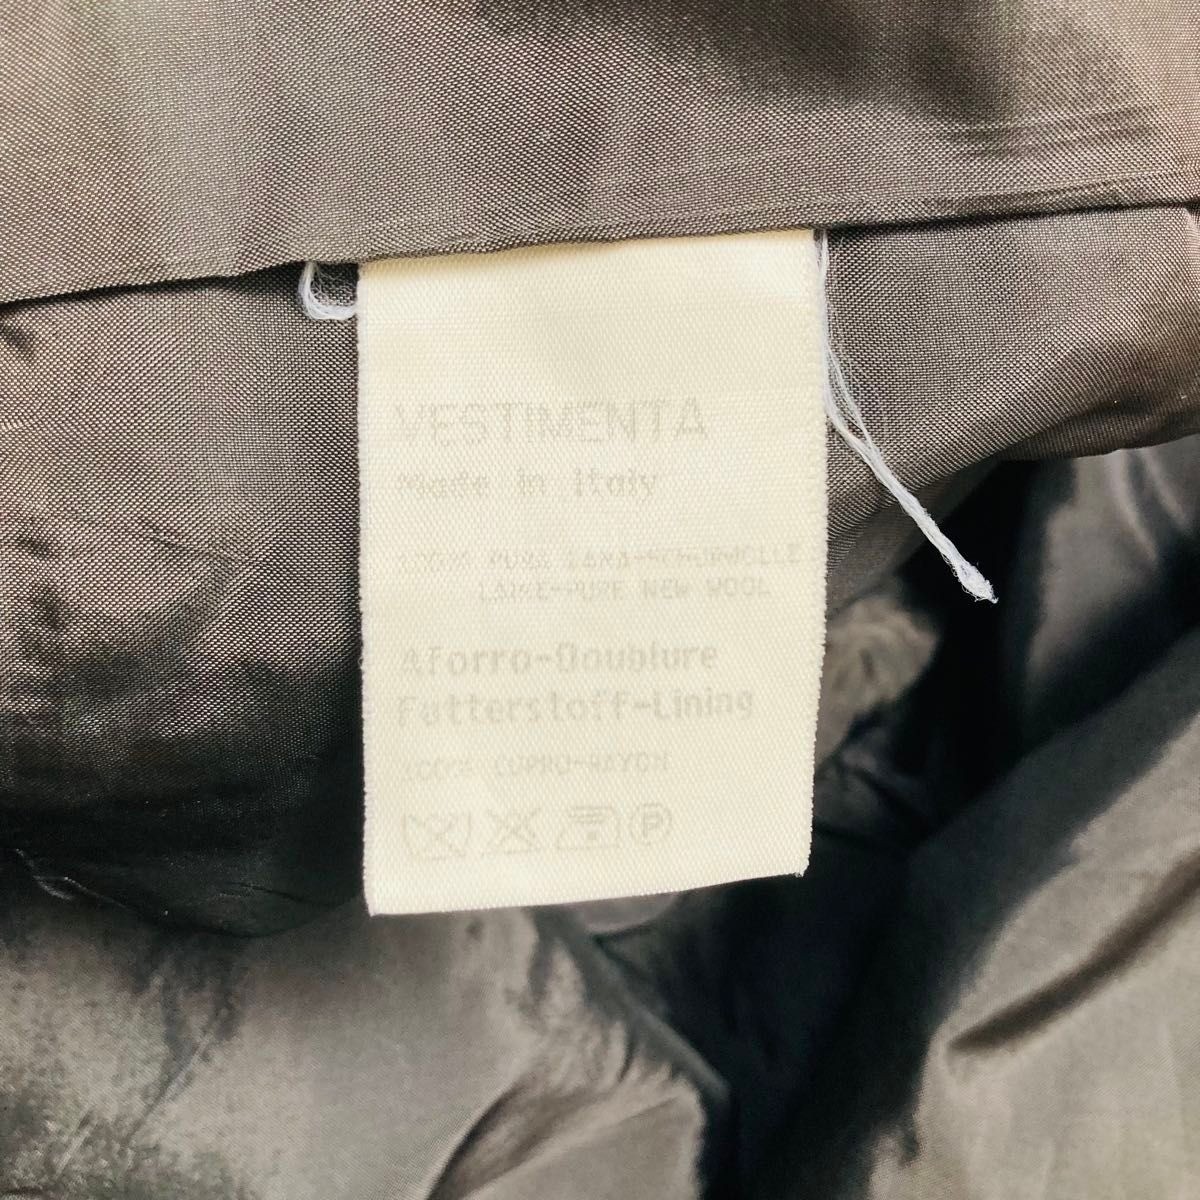 VESTIMENTA
Made in Italy
100% PURA LANA-SCHURWOLLE
LAINE-PURE NEW WOOL
Aforro-Doublure
Futterstoff-Lining
100% CUPRO-RAYON
P